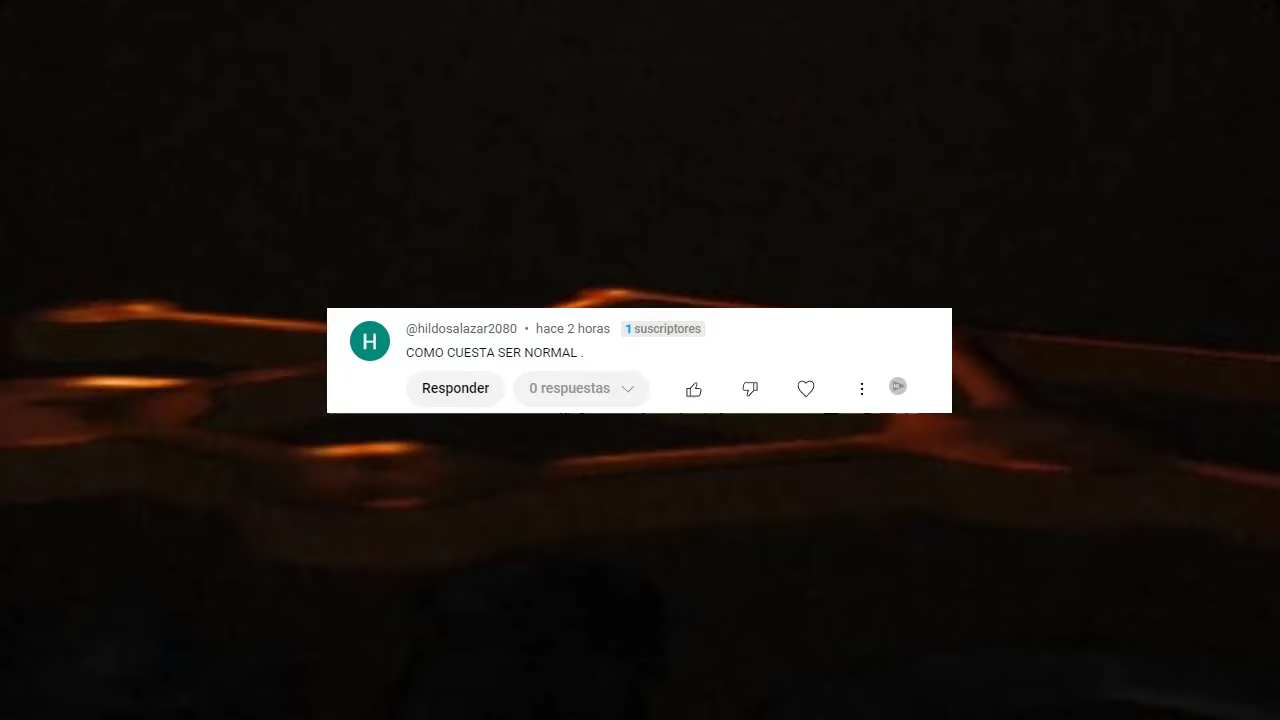 H
@hildosalazar2080 • hace 2 horas 1 suscriptores
COMO CUESTA SER NORMAL .
Responder 0 respuestas